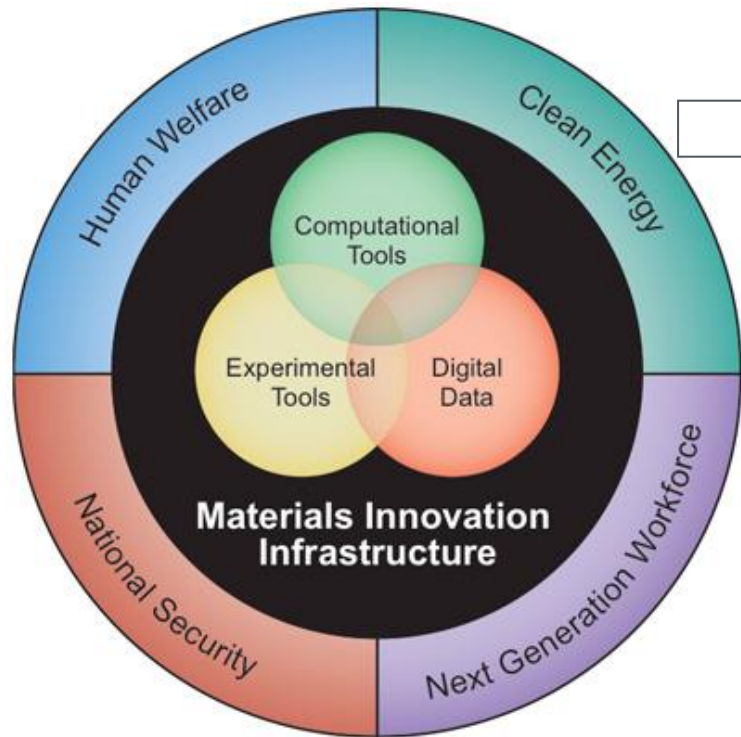 Human Welfare
Clean Energy
Computational
Tools
Experimental
Tools
Digital
Data
Materials Innovation
Infrastructure
National Security
Next Generation Workforce